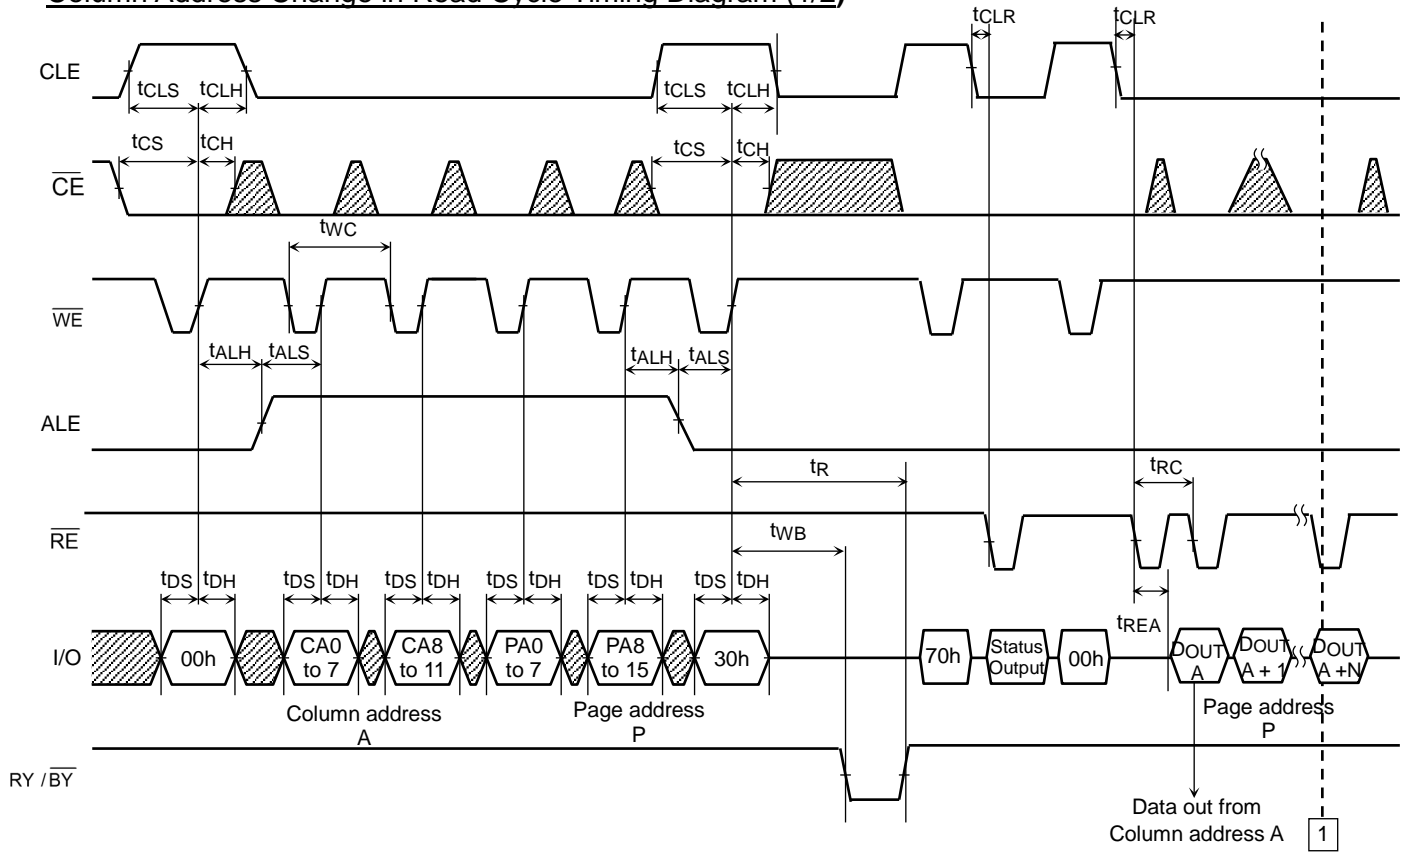 Column Address Change in Read Cycle Timing Diagram (1/2)
tCLR tCLR
CLE
tCLS tCLH tCLS tCLH
tCS tCH tCS tCH
CE
tWC
WE
tALH tALS tALH tALS
ALE
tR tRC
RE
tWB
tDS tDH tDS tDH tDS tDH tDS tDH tDS tDH tDS tDH
tREA
I/O
00h
CA0
to 7
CA8
to 11
PA0
to 7
PA8
to 15
30h
70h
Status
Output
00h
DOUT
A
DOUT
A + 1
DOUT
A +N
Column address
A
Page address
P
Page address
P
RY / BY
Data out from
Column address A
1